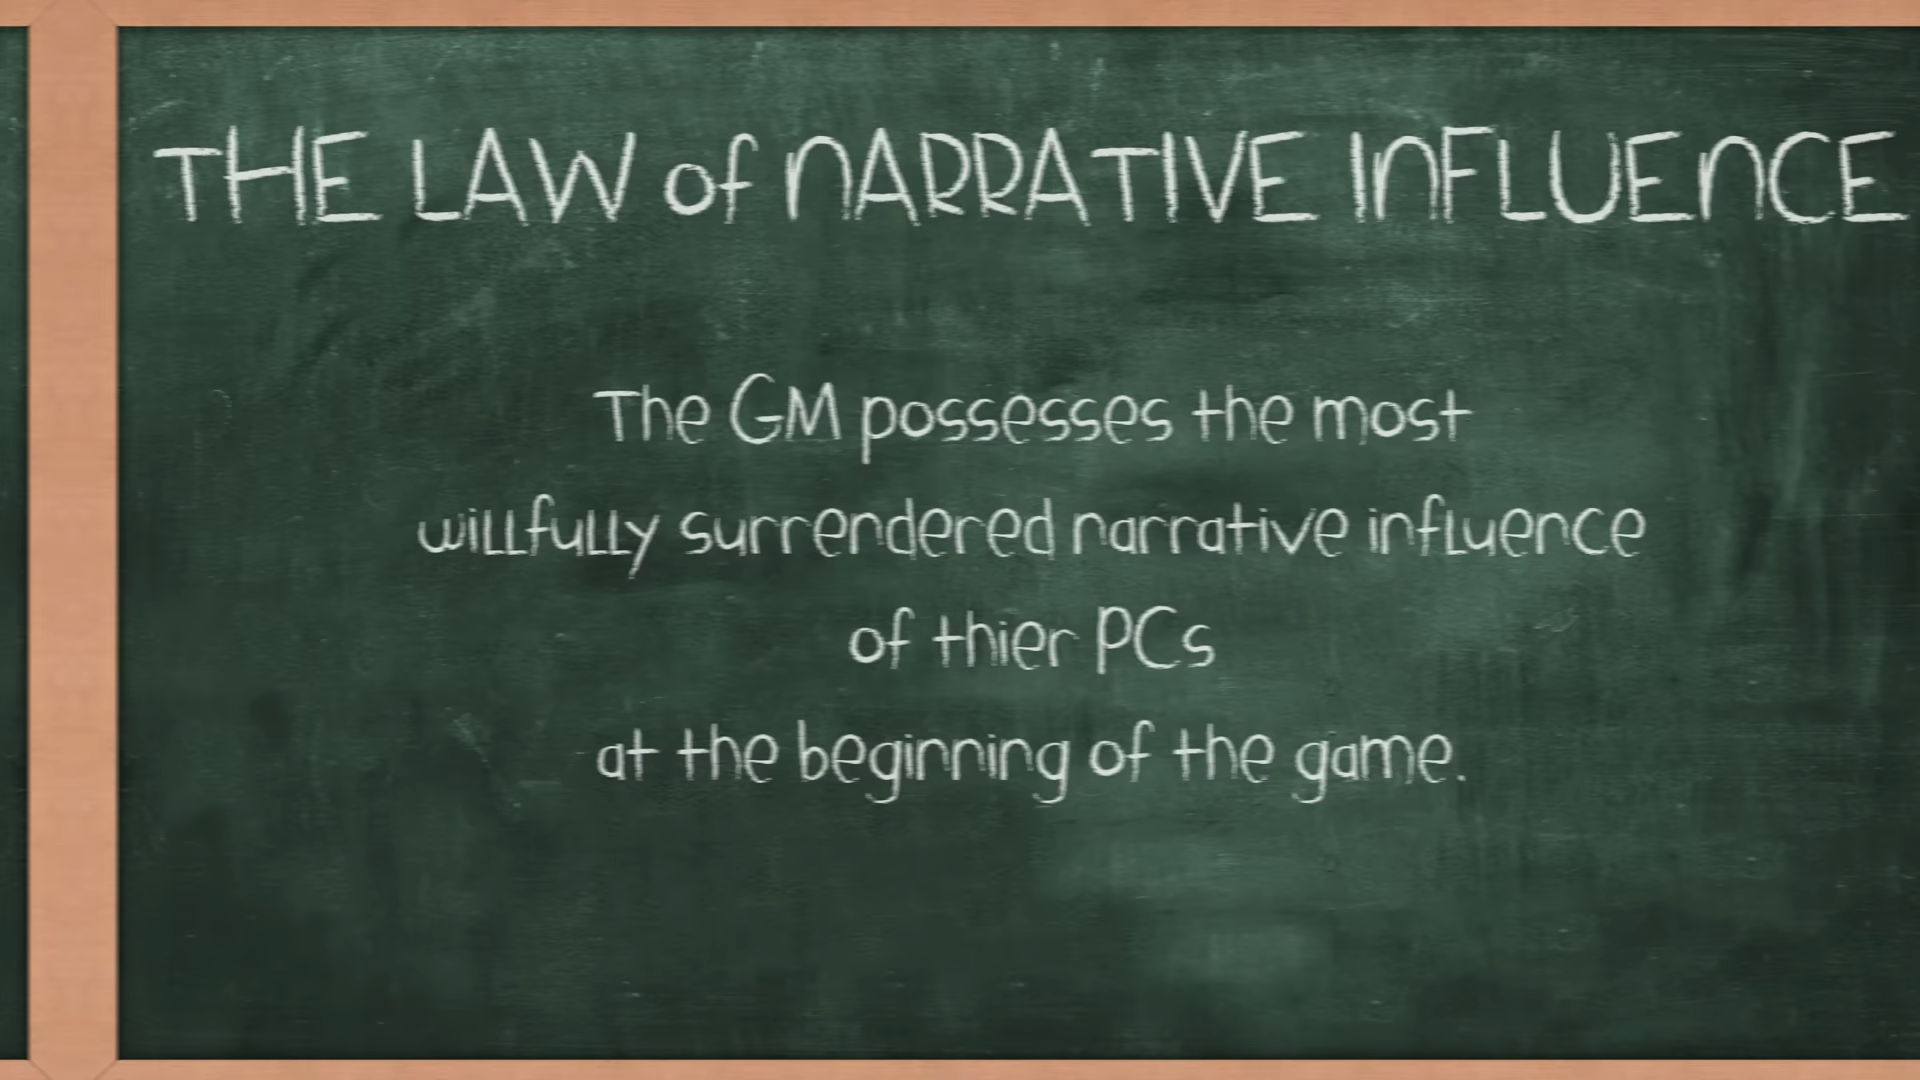 THE LAW of NARRATIVE INFLUENCE
The GM possesses the most
willfully surrendered narrative influence
of thier PCs
at the beginning of the game.